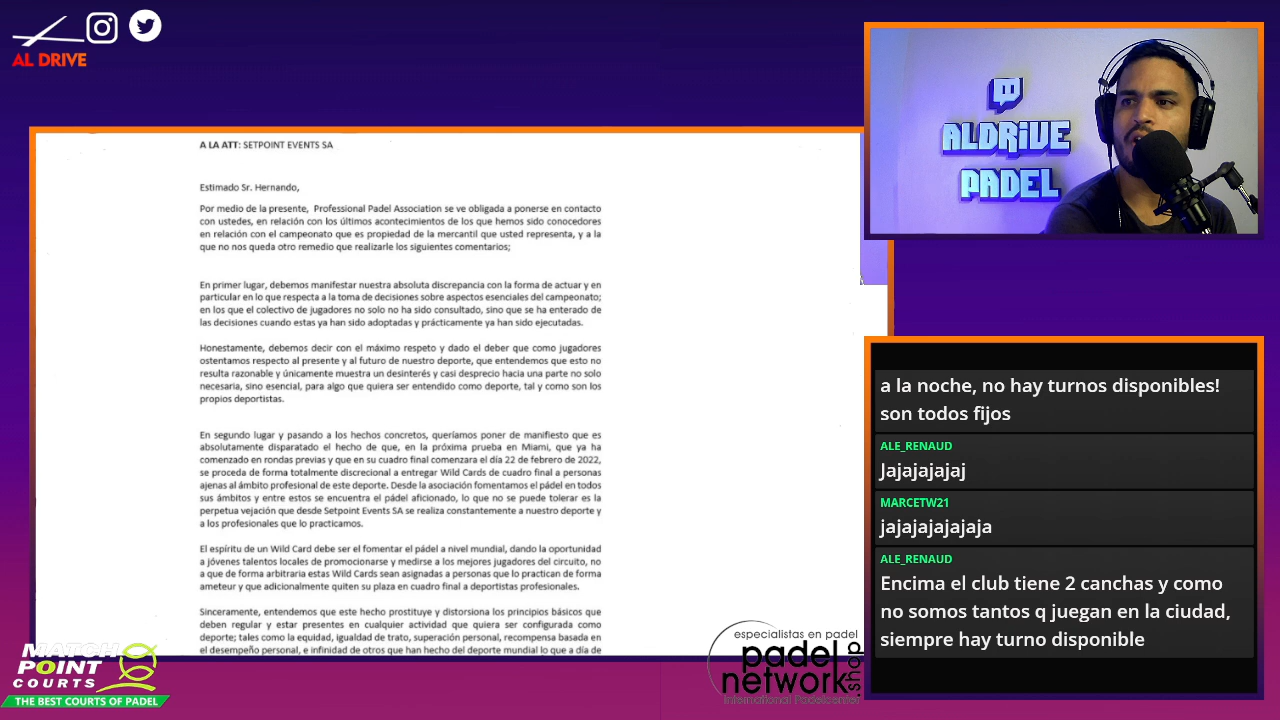 AL DRIVE
A LA ATT: SETPOINT EVENTS SA
Estimado Sr. Hernando,
Por medio de la presente, Professional Padel Association se ve obligada a ponerse en contacto
con ustedes, en relación con los últimos acontecimientos de los que hemos sido conocedores
en relación con el campeonato que es propiedad de la mercantil que usted representa, y a la
que no nos queda otro remedio que realizarle los siguientes comentarios;
En primer lugar, debemos manifestar nuestra absoluta discrepancia con la forma de actuar y en
particular en lo que respecta a la toma de decisiones sobre aspectos esenciales del campeonato;
en los que el colectivo de jugadores no solo no ha sido consultado, sino que se ha enterado de
las decisiones cuando estas ya han sido adoptadas y prácticamente ya han sido ejecutadas.
Honestamente, debemos decir con el máximo respeto y dado el deber que como jugadores
ostentamos respecto al presente y al futuro de nuestro deporte, que entendemos que esto no
resulta razonable y únicamente muestra un desinterés y casi desprecio hacia una parte no solo
necesaria, sino esencial, para algo que quiera ser entendido como deporte, tal y como son los
propios deportistas.
En segundo lugar y pasando a los hechos concretos, queríamos poner de manifiesto que es
absolutamente disparatado el hecho de que, en la próxima prueba en Miami, que ya ha
comenzado en rondas previas y que en su cuadro final comenzara el día 22 de febrero de 2022,
se proceda de forma totalmente discrecional a entregar Wild Cards de cuadro final a personas
ajenas al ámbito profesional de este deporte. Desde la asociación fomentamos el pádel en todos
sus ámbitos y entre estos se encuentra el pádel aficionado, lo que no se puede tolerar es la
perpetua vejación que desde Setpoint Events SA se realiza constantemente a nuestro deporte y
a los profesionales que lo practicamos.
El espíritu de un Wild Card debe ser el fomentar el pádel a nivel mundial, dando la oportunidad
a jóvenes talentos locales de promocionarse y medirse a los mejores jugadores del circuito, no
a que de forma arbitraria estas Wild Cards sean asignadas a personas que lo practican de forma
ameteur y que adicionalmente quiten su plaza en cuadro final a deportistas profesionales.
Sinceramente, entendemos que este hecho prostituye y distorsiona los principios básicos que
deben regular y estar presentes en cualquier actividad que quiera ser configurada como
deporte; tales como la equidad, igualdad de trato, superación personal, recompensa basada en
el desempeño personal, e infinidad de otros que han hecho del deporte mundial lo que a día de
ALDRIVE
PADEL
a la noche, no hay turnos disponibles!
son todos fijos
ALE_RENAUD
Jajajajajaj
MARCETW21
jajajajajajaja
ALE_RENAUD
Encima el club tiene 2 canchas y como
no somos tantos q juegan en la ciudad,
siempre hay turno disponible
MATCH
POINT
COURTS
THE BEST COURTS OF PADEL
especialistas en padel
padel
network
.shop
International Padelcenter